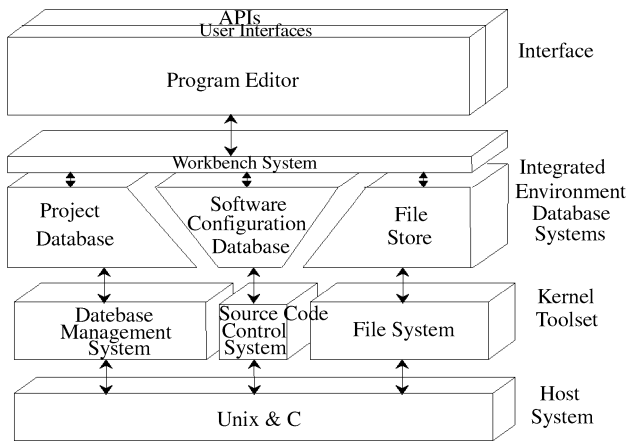 APIs
User Interfaces
Program Editor
Interface
Workbench System
Integrated
Environment
Database
Systems
Project
Database
Software
Configuration
Database
File
Store
Kernel
Toolset
Datebase
Management
System
Source Code
Control
System
File System
Host
System
Unix & C